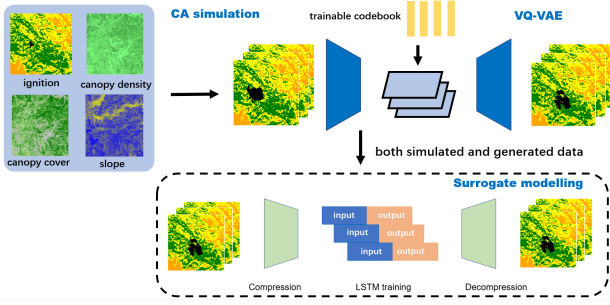 CA simulation
trainable codebook
VQ-VAE
ignition
canopy density
canopy cover
slope
both simulated and generated data
Surrogate modelling
input
output
input
output
input
output
Compression
LSTM training
Decompression